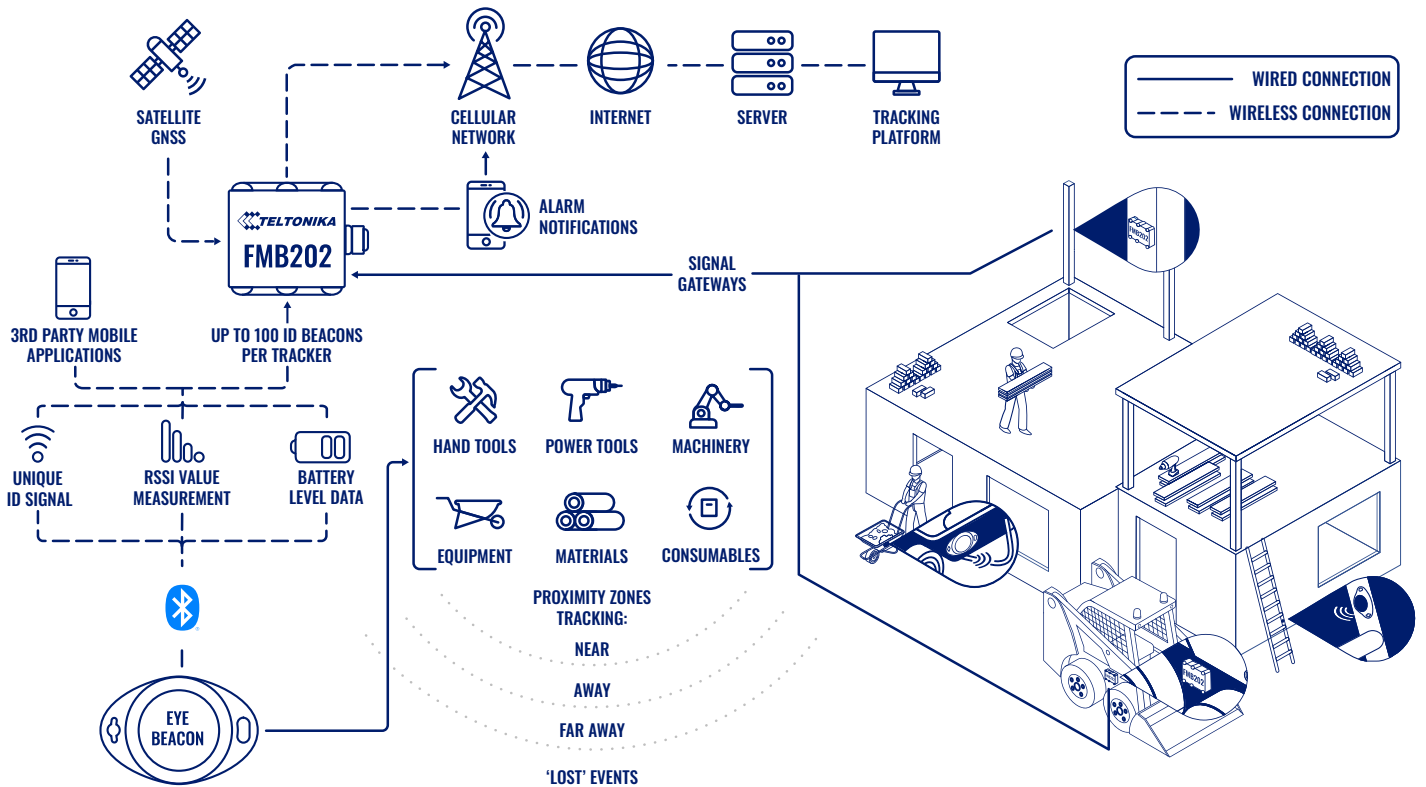 SATELLITE
GNSS
CELLULAR
NETWORK
INTERNET
SERVER
TRACKING
PLATFORM
WIRED CONNECTION
WIRELESS CONNECTION
TELTONIKA
FMB202
ALARM
NOTIFICATIONS
SIGNAL
GATEWAYS
FMB202
3RD PARTY MOBILE
APPLICATIONS
UP TO 100 ID BEACONS
PER TRACKER
UNIQUE
ID SIGNAL
RSSI VALUE
MEASUREMENT
BATTERY
LEVEL DATA
HAND TOOLS
POWER TOOLS
MACHINERY
EQUIPMENT
MATERIALS
CONSUMABLES
PROXIMITY ZONES
TRACKING:
NEAR
AWAY
FAR AWAY
‘LOST’ EVENTS
EYE
BEACON
FMB202